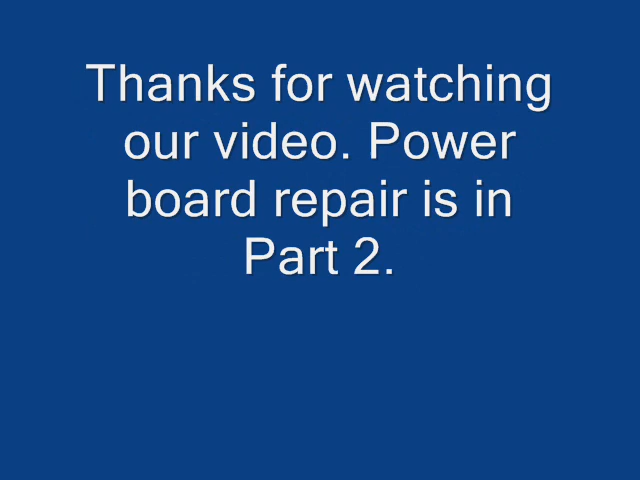 Thanks for watching
our video. Power
board repair is in
Part 2.